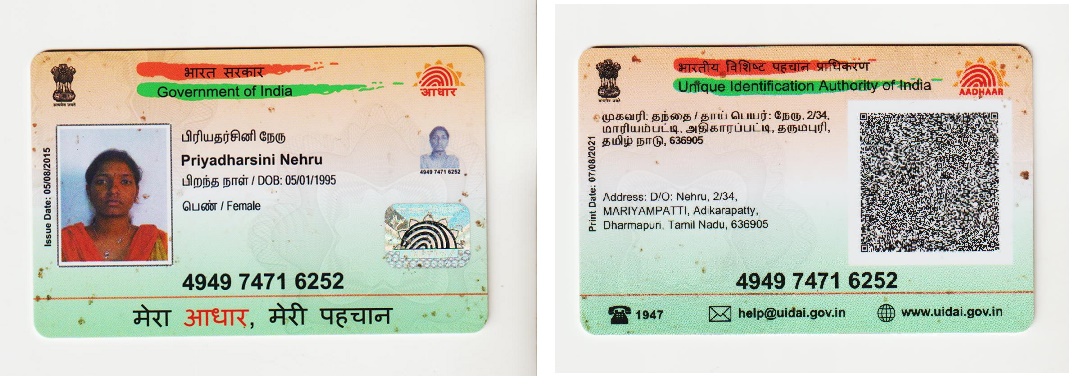 भारत सरकार
Government of India
आधार
பிரியதர்சினி நேரு
Priyadharsini Nehru
பிறந்த நாள் / DOB: 05/01/1995
பெண் / Female
4949 7471 6252
Issue Date: 05/08/2015
4949 7471 6252
मेरा आधार, मेरी पहचान
भारतीय विशिष्ट पहचान प्राधिकरण
Unique Identification Authority of India
AADHAAR
முகவரி: தந்தை / தாய் பெயர்: நேரு, 2/34,
மாரியம்பட்டி, அதிகாரப்பட்டி, தருமபுரி,
தமிழ் நாடு, 636905
Print Date: 07/08/2021
Address: D/O: Nehru, 2/34,
MARIYAMPATTI, Adikarapatty,
Dharmapuri, Tamil Nadu, 636905
4949 7471 6252
1947
help@uidai.gov.in
www.uidai.gov.in